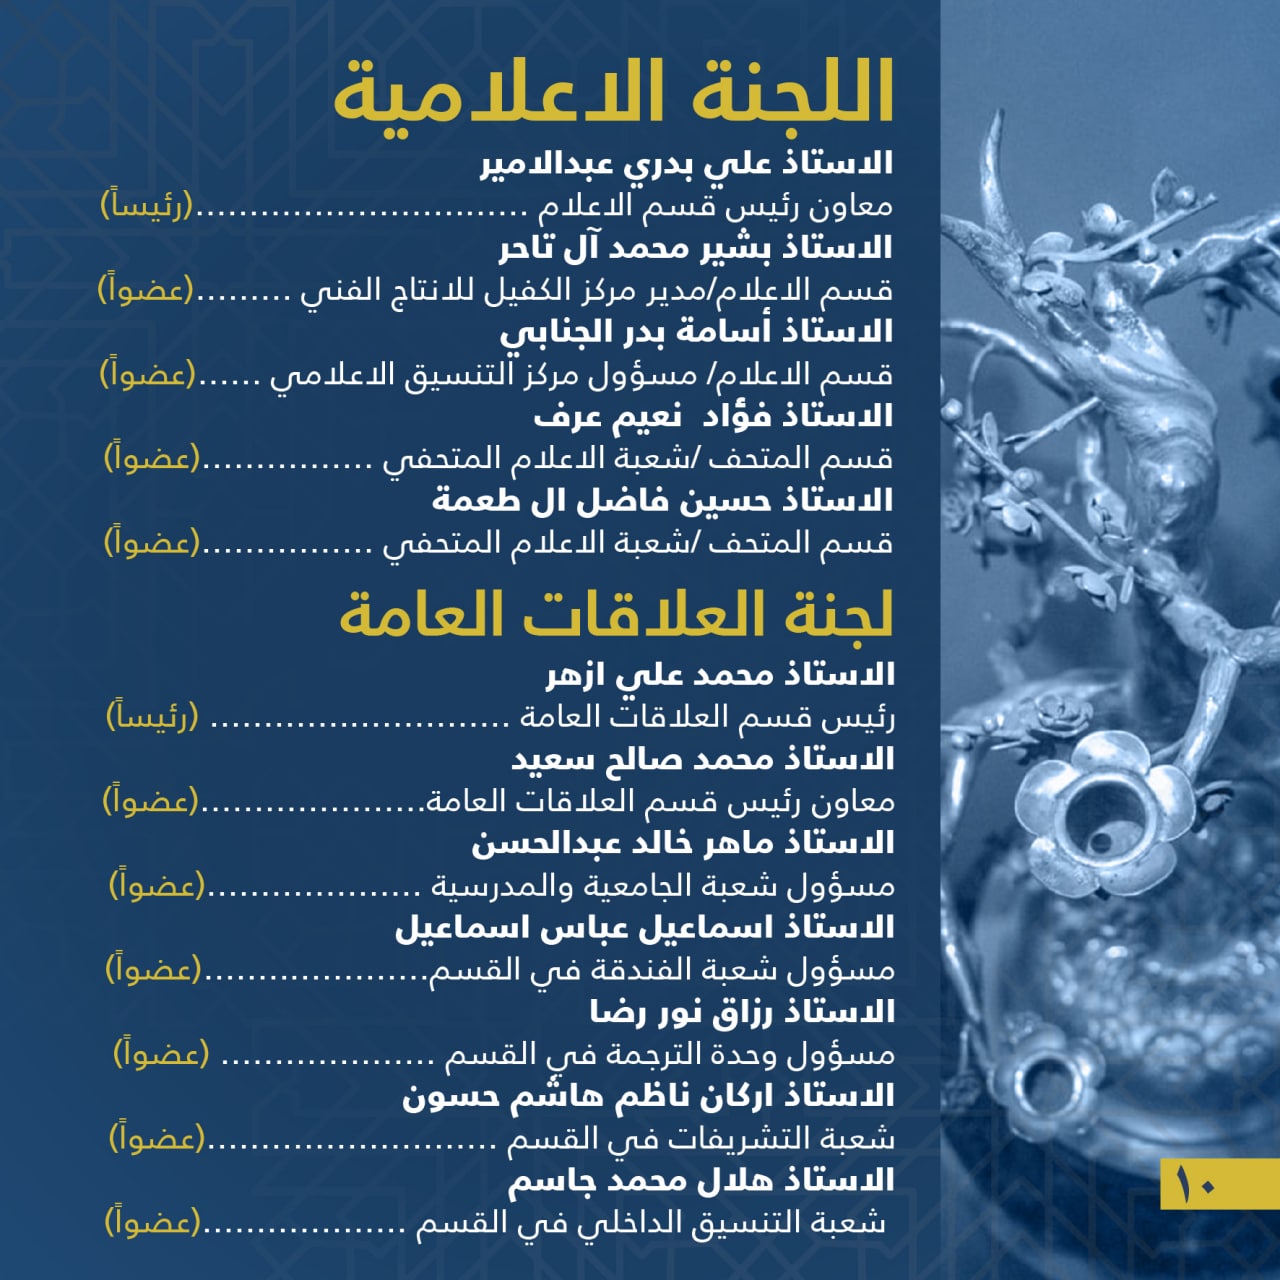 اللجنة الاعلامية
الاستاذ علي بدري عبدالامير
معاون رئيس قسم الاعلام ...............................(رئيساً)
الاستاذ بشير محمد آل تاجر
قسم الاعلام/مدير مركز الكفيل للانتاج الفني .........(عضواً)
الاستاذ أسامة بدر الجنابي
قسم الاعلام/ مسؤول مركز التنسيق الاعلامي ......(عضواً)
الاستاذ فؤاد نعيم عرف
قسم المتحف /شعبة الاعلام المتحفي ................(عضواً)
الاستاذ حسين فاضل ال طعمة
قسم المتحف /شعبة الاعلام المتحفي ................(عضواً)
لجنة العلاقات العامة
الاستاذ محمد علي ازهر
رئيس قسم العلاقات العامة ............................ (رئيساً)
الاستاذ محمد صالح سعيد
معاون رئيس قسم العلاقات العامة.....................(عضواً)
الاستاذ ماهر خالد عبدالحسن
مسؤول شعبة الجامعية والمدرسية ....................(عضواً)
الاستاذ اسماعيل عباس اسماعيل
مسؤول شعبة الفندقة في القسم.....................(عضواً)
الاستاذ رزاق نور رضا
مسؤول وحدة الترجمة في القسم .................... (عضواً)
الاستاذ اركان ناظم هاشم حسون
شعبة التشريفات في القسم ...........................(عضواً)
الاستاذ هلال محمد جاسم
شعبة التنسيق الداخلي في القسم ...................(عضواً)
١٠